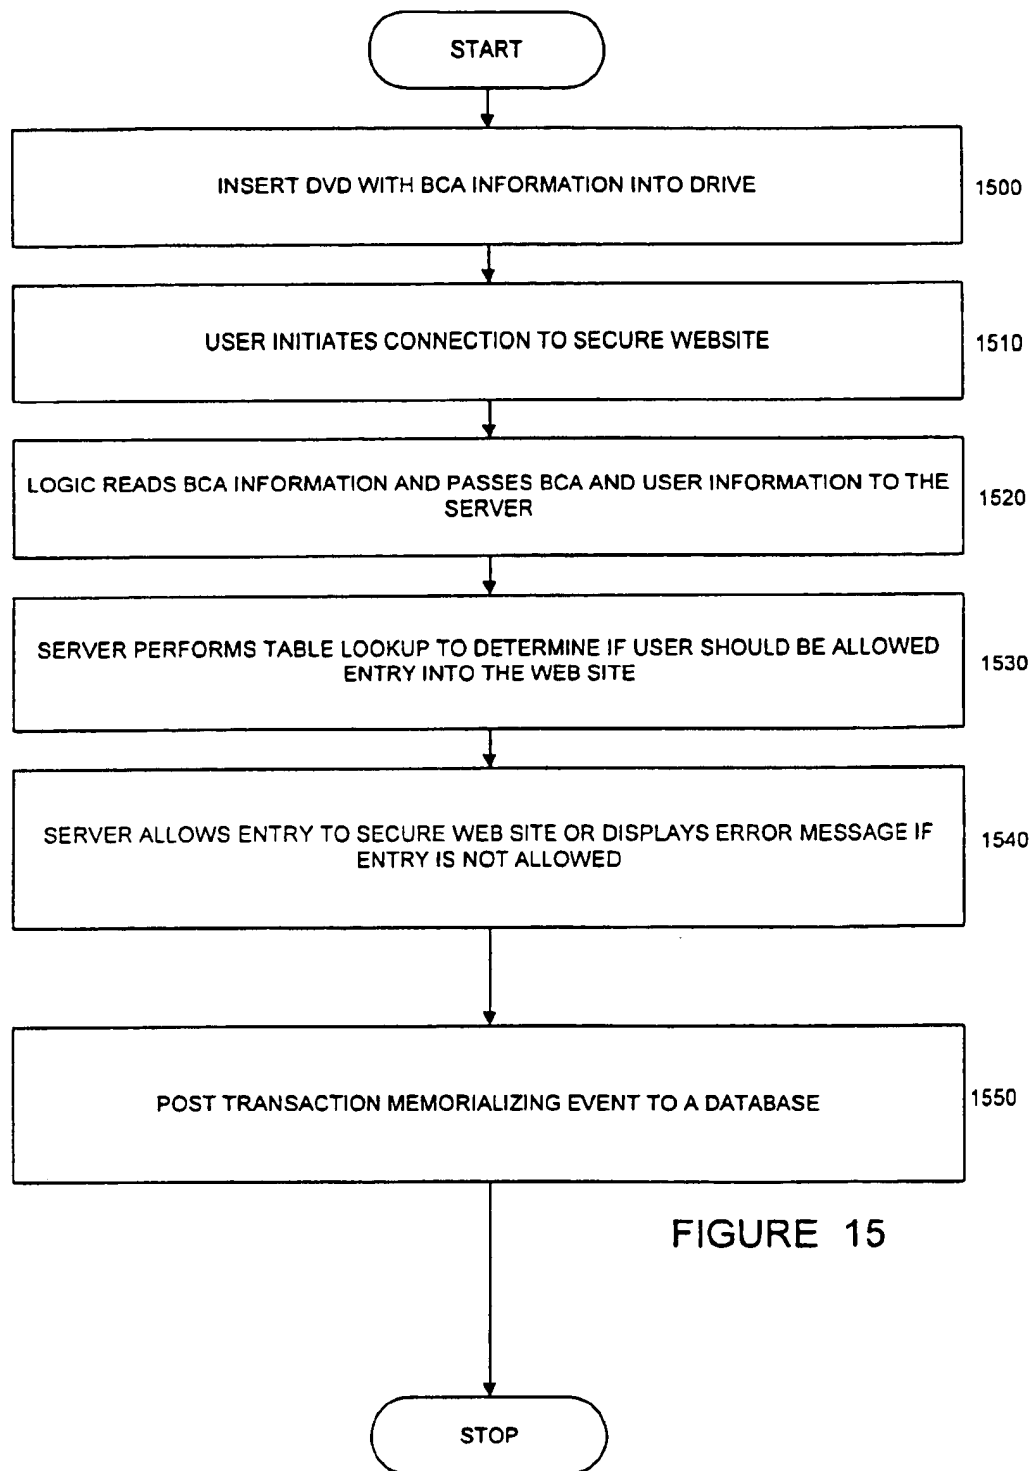 START
INSERT DVD WITH BCA INFORMATION INTO DRIVE
1500
USER INITIATES CONNECTION TO SECURE WEBSITE
1510
LOGIC READS BCA INFORMATION AND PASSES BCA AND USER INFORMATION TO THE
SERVER
1520
SERVER PERFORMS TABLE LOOKUP TO DETERMINE IF USER SHOULD BE ALLOWED
ENTRY INTO THE WEB SITE
1530
SERVER ALLOWS ENTRY TO SECURE WEB SITE OR DISPLAYS ERROR MESSAGE IF
ENTRY IS NOT ALLOWED
1540
POST TRANSACTION MEMORIALIZING EVENT TO A DATABASE
1550
FIGURE 15
STOP